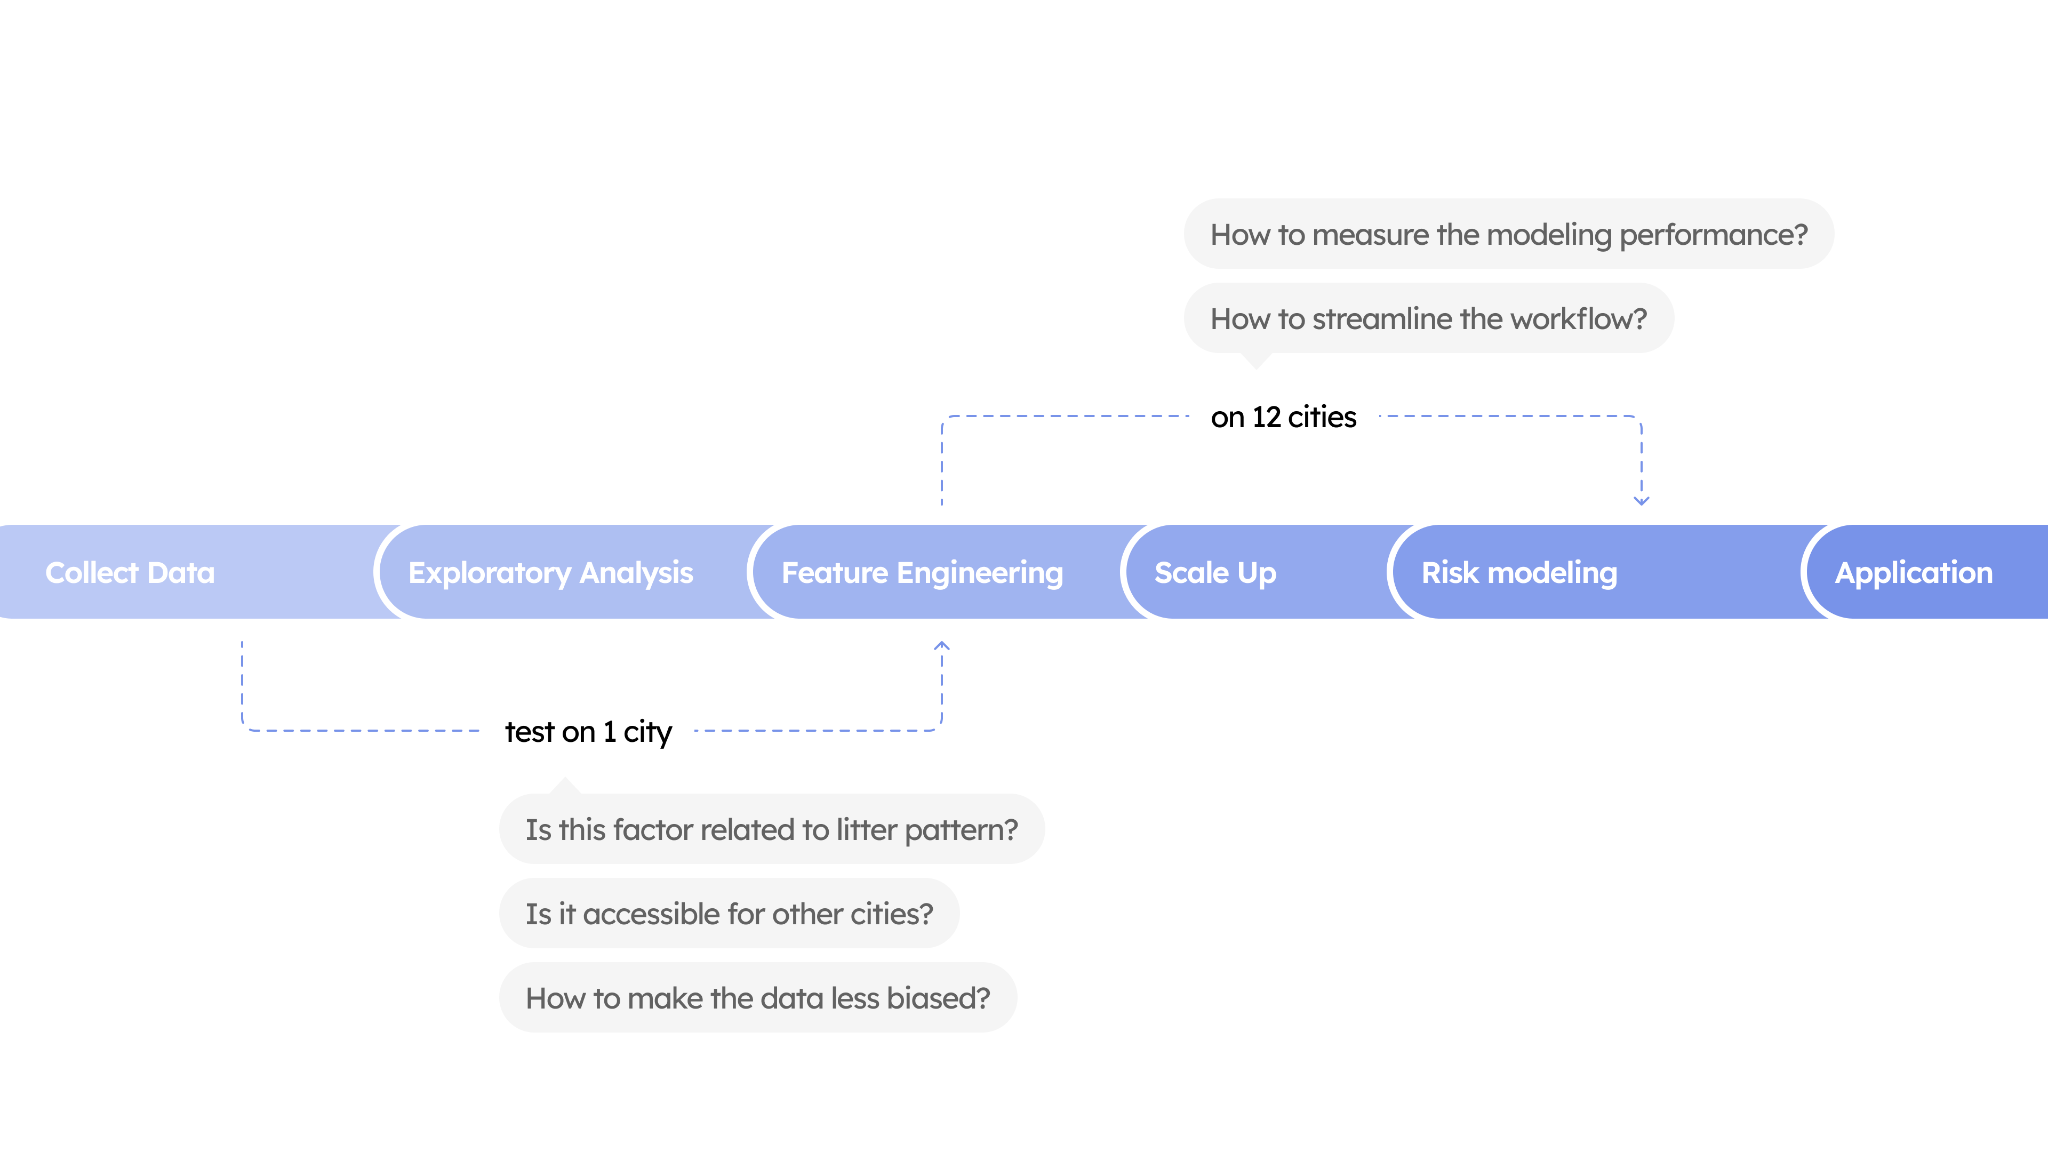 How to measure the modeling performance?
How to streamline the workflow?
on 12 cities
Collect Data
Exploratory Analysis
Feature Engineering
Scale Up
Risk modeling
Application
test on 1 city
Is this factor related to litter pattern?
Is it accessible for other cities?
How to make the data less biased?